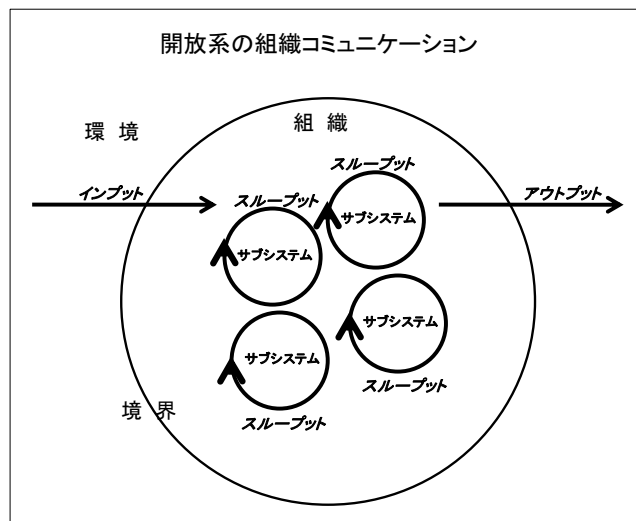 開放系の組織コミュニケーション
組 織
環 境
スループット
インプット
スループット
アウトプット
サブシステム
サブシステム
サブシステム
サブシステム
スループット
境 界
スループット